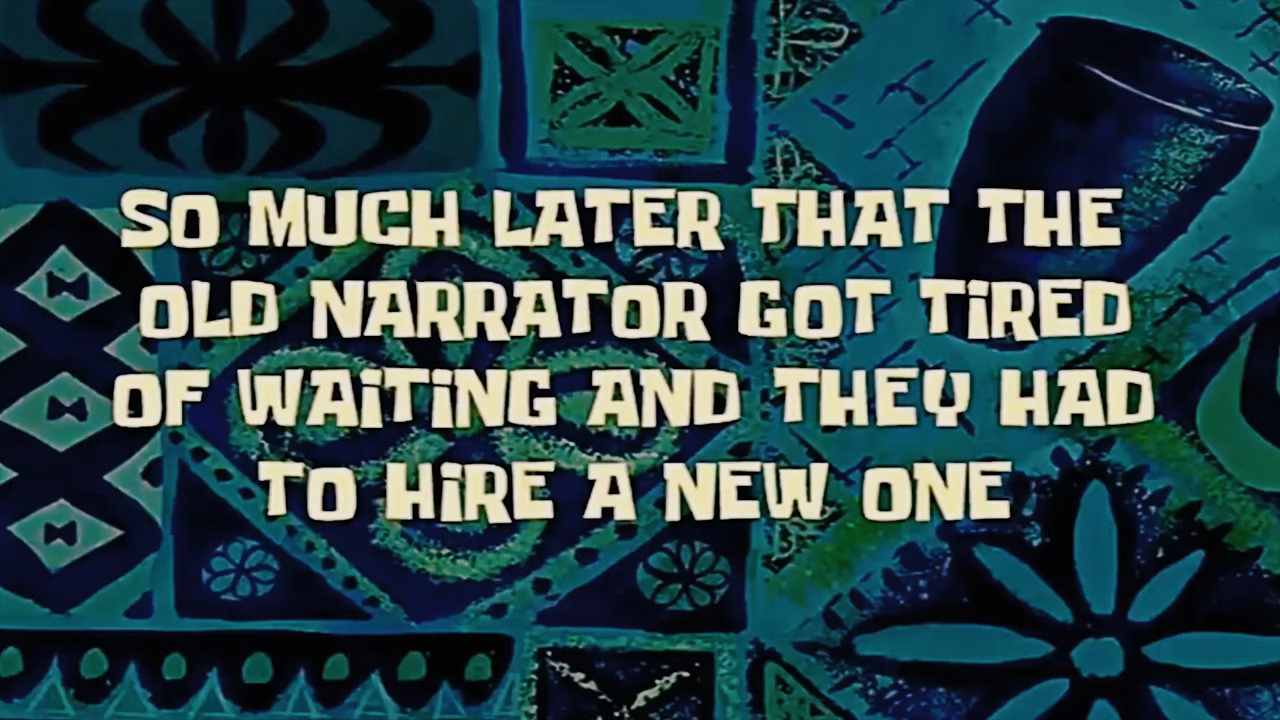 SO MUCH LATER THAT THE
OLD NARRATOR GOT TiRED
OF WAiTiNG AND THEY HAD
TO HiRE A NEW ONE